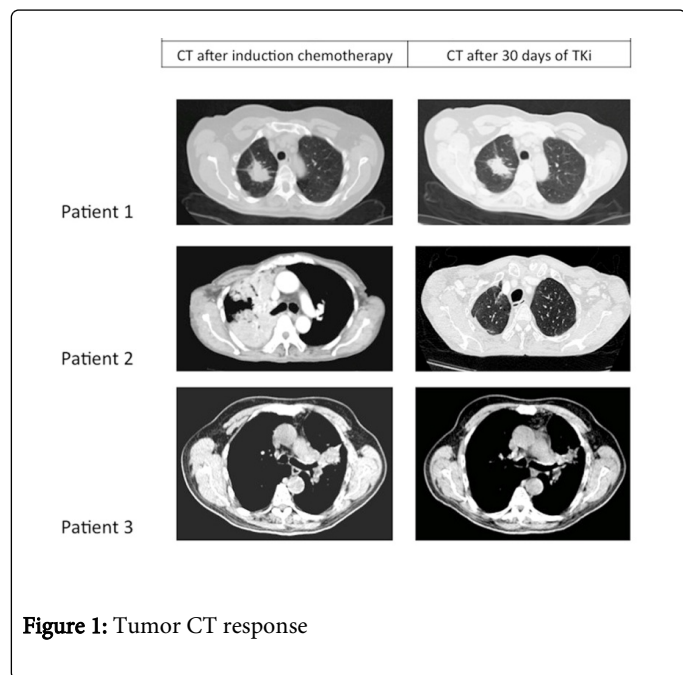 CT after induction chemotherapy
CT after 30 days of TKi
Patient 1
Patient 2
Patient 3
Figure 1: Tumor CT response